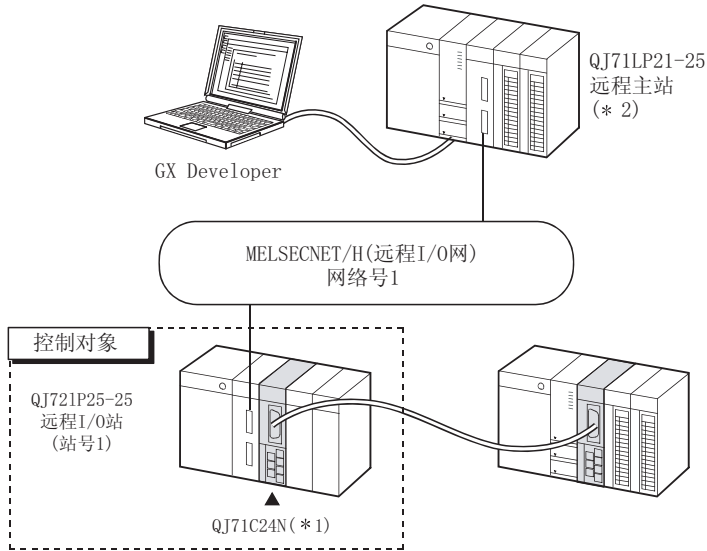 QJ71LP21-25
远程主站
(* 2)
GX Developer
MELSECNET/H(远程I/O网)
网络号1
控制对象
QJ721P25-25
远程I/O站
(站号1)
QJ71C24N(*1)